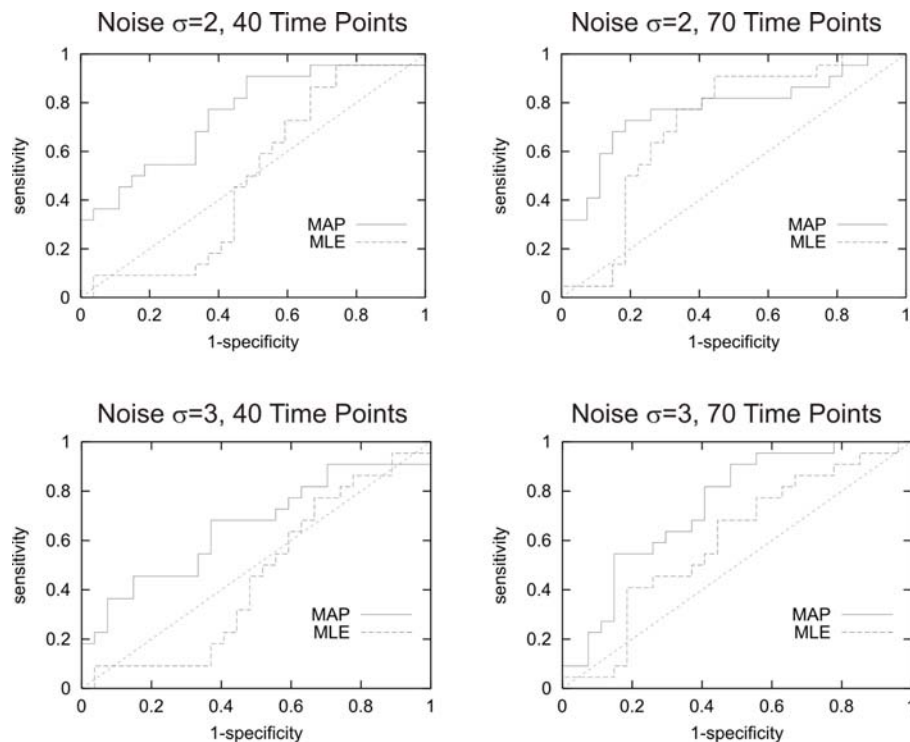 Noise σ=2, 40 Time Points
1
0.8
0.6
0.4
0.2
0
sensitivity
MAP
MLE
0 0.2 0.4 0.6 0.8 1
1-specificity
Noise σ=2, 70 Time Points
1
0.8
0.6
0.4
0.2
0
sensitivity
MAP
MLE
0 0.2 0.4 0.6 0.8 1
1-specificity
Noise σ=3, 40 Time Points
1
0.8
0.6
0.4
0.2
0
sensitivity
MAP
MLE
0 0.2 0.4 0.6 0.8 1
1-specificity
Noise σ=3, 70 Time Points
1
0.8
0.6
0.4
0.2
0
sensitivity
MAP
MLE
0 0.2 0.4 0.6 0.8 1
1-specificity